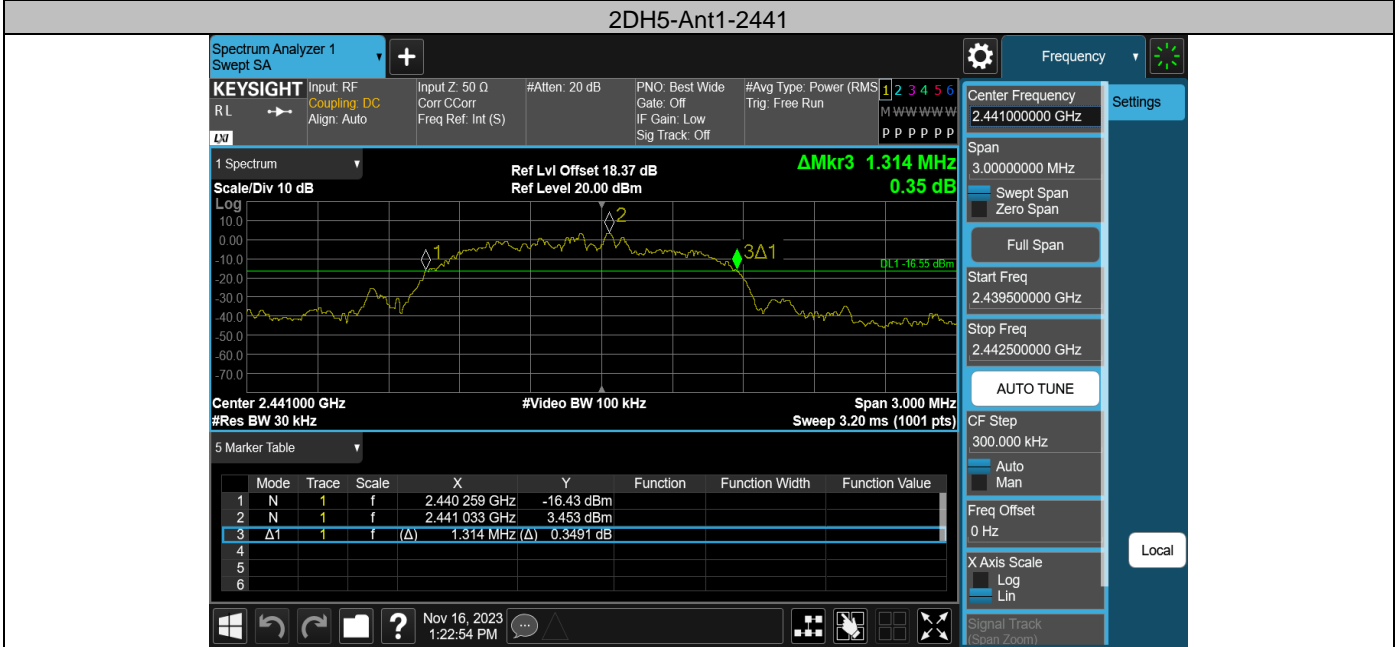 2DH5-Ant1-2441
Spectrum Analyzer 1
Swept SA
+
Frequency
KEYSIGHT
RL
LXI
Input: RF
Coupling: DC
Align: Auto
Input Z: 50 Ω
Corr CCorr
Freq Ref: Int (S)
#Atten: 20 dB
PNO: Best Wide
Gate: Off
IF Gain: Low
Sig Track: Off
#Avg Type: Power (RMS
Trig: Free Run
1 2 3 4 5 6
M W W W W W
P P P P P P
Center Frequency
2.441000000 GHz
Settings
Span
3.00000000 MHz
Swept Span
Zero Span
Full Span
Start Freq
2.439500000 GHz
Stop Freq
2.442500000 GHz
AUTO TUNE
CF Step
300.000 kHz
Auto
Man
Freq Offset
0 Hz
X Axis Scale
Log
Lin
Signal Track
(Span Zoom)
Local
1 Spectrum
Scale/Div 10 dB
Ref Lvl Offset 18.37 dB
Ref Level 20.00 dBm
ΔMkr3 1.314 MHz
0.35 dB
Log
10.0
0.00
-10.0
-20.0
-30.0
-40.0
-50.0
-60.0
-70.0
1
2
3Δ1
DL1 -16.55 dBm
Center 2.441000 GHz
#Video BW 100 kHz
Span 3.000 MHz
#Res BW 30 kHz
Sweep 3.20 ms (1001 pts)
5 Marker Table
Mode Trace Scale X Y Function Function Width Function Value
1 N 1 f 2.440 259 GHz -16.43 dBm
2 N 1 f 2.441 033 GHz 3.453 dBm
3 Δ1 1 f (Δ) 1.314 MHz (Δ) 0.3491 dB
4
5
6
?
Nov 16, 2023
1:22:54 PM